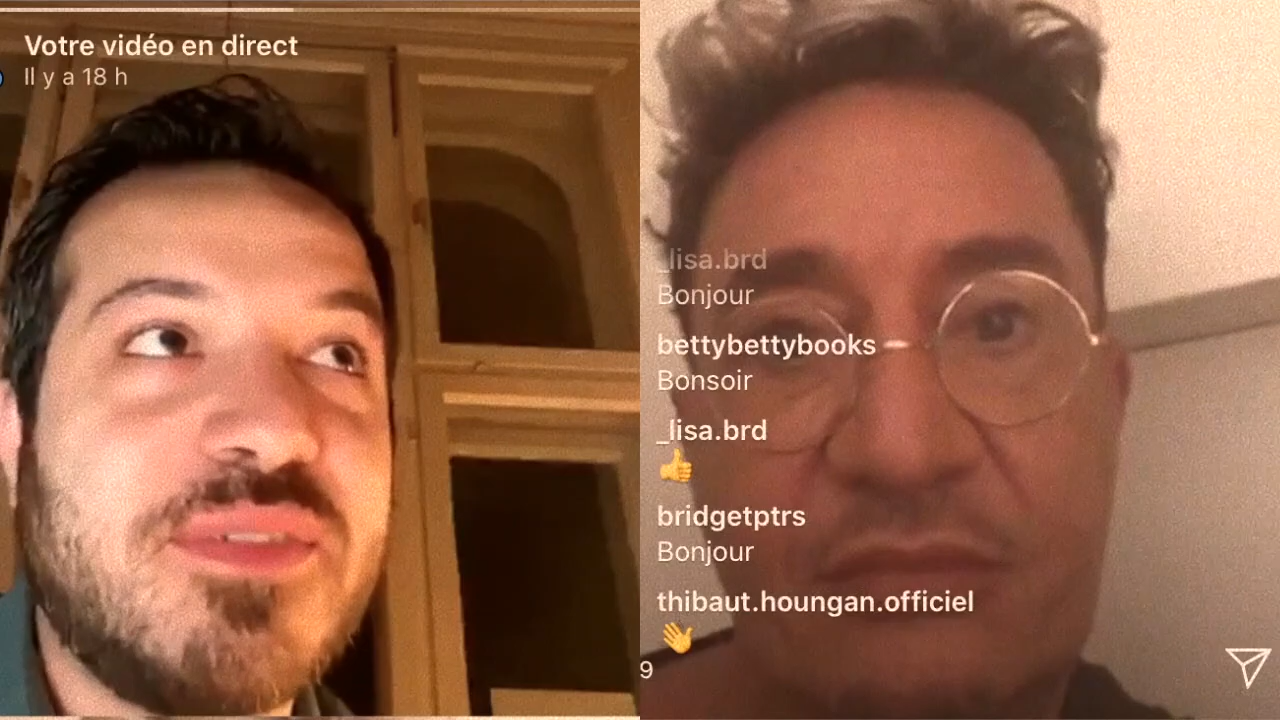 Votre vidéo en direct
Il y a 18 h
_lisa.brd
Bonjour
bettybettybooks
Bonsoir
_lisa.brd
👍
bridgetptrs
Bonjour
thibaut.houngan.officiel
👋
9